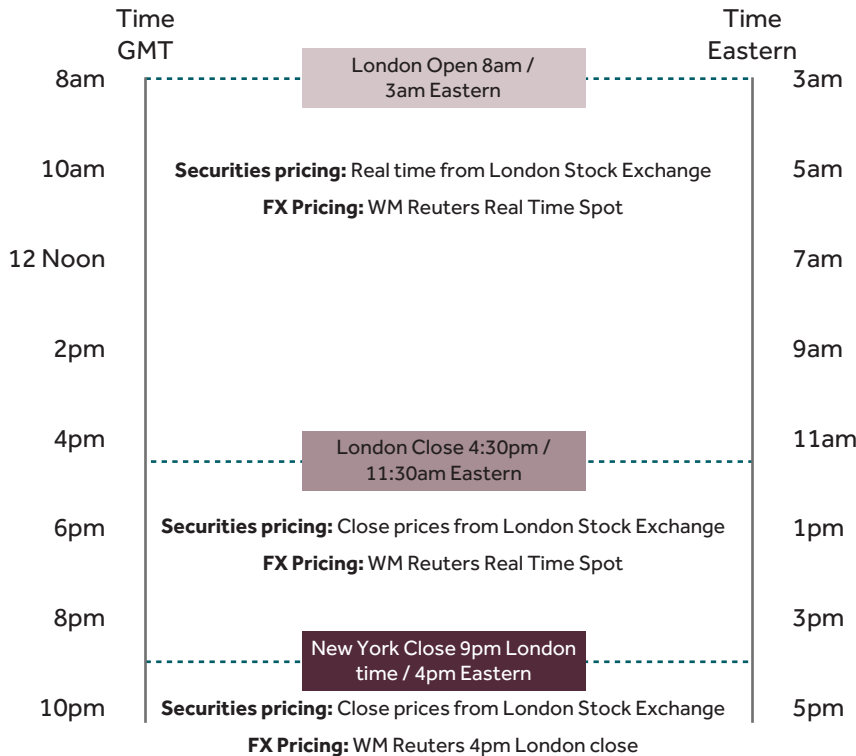 Time
GMT
Time
Eastern
8am
London Open 8am /
3am Eastern
3am
10am
Securities pricing: Real time from London Stock Exchange
5am
FX Pricing: WM Reuters Real Time Spot
12 Noon
7am
2pm
9am
4pm
London Close 4:30pm /
11:30am Eastern
11am
6pm
Securities pricing: Close prices from London Stock Exchange
1pm
FX Pricing: WM Reuters Real Time Spot
8pm
3pm
New York Close 9pm London
time / 4pm Eastern
10pm
Securities pricing: Close prices from London Stock Exchange
5pm
FX Pricing: WM Reuters 4pm London close